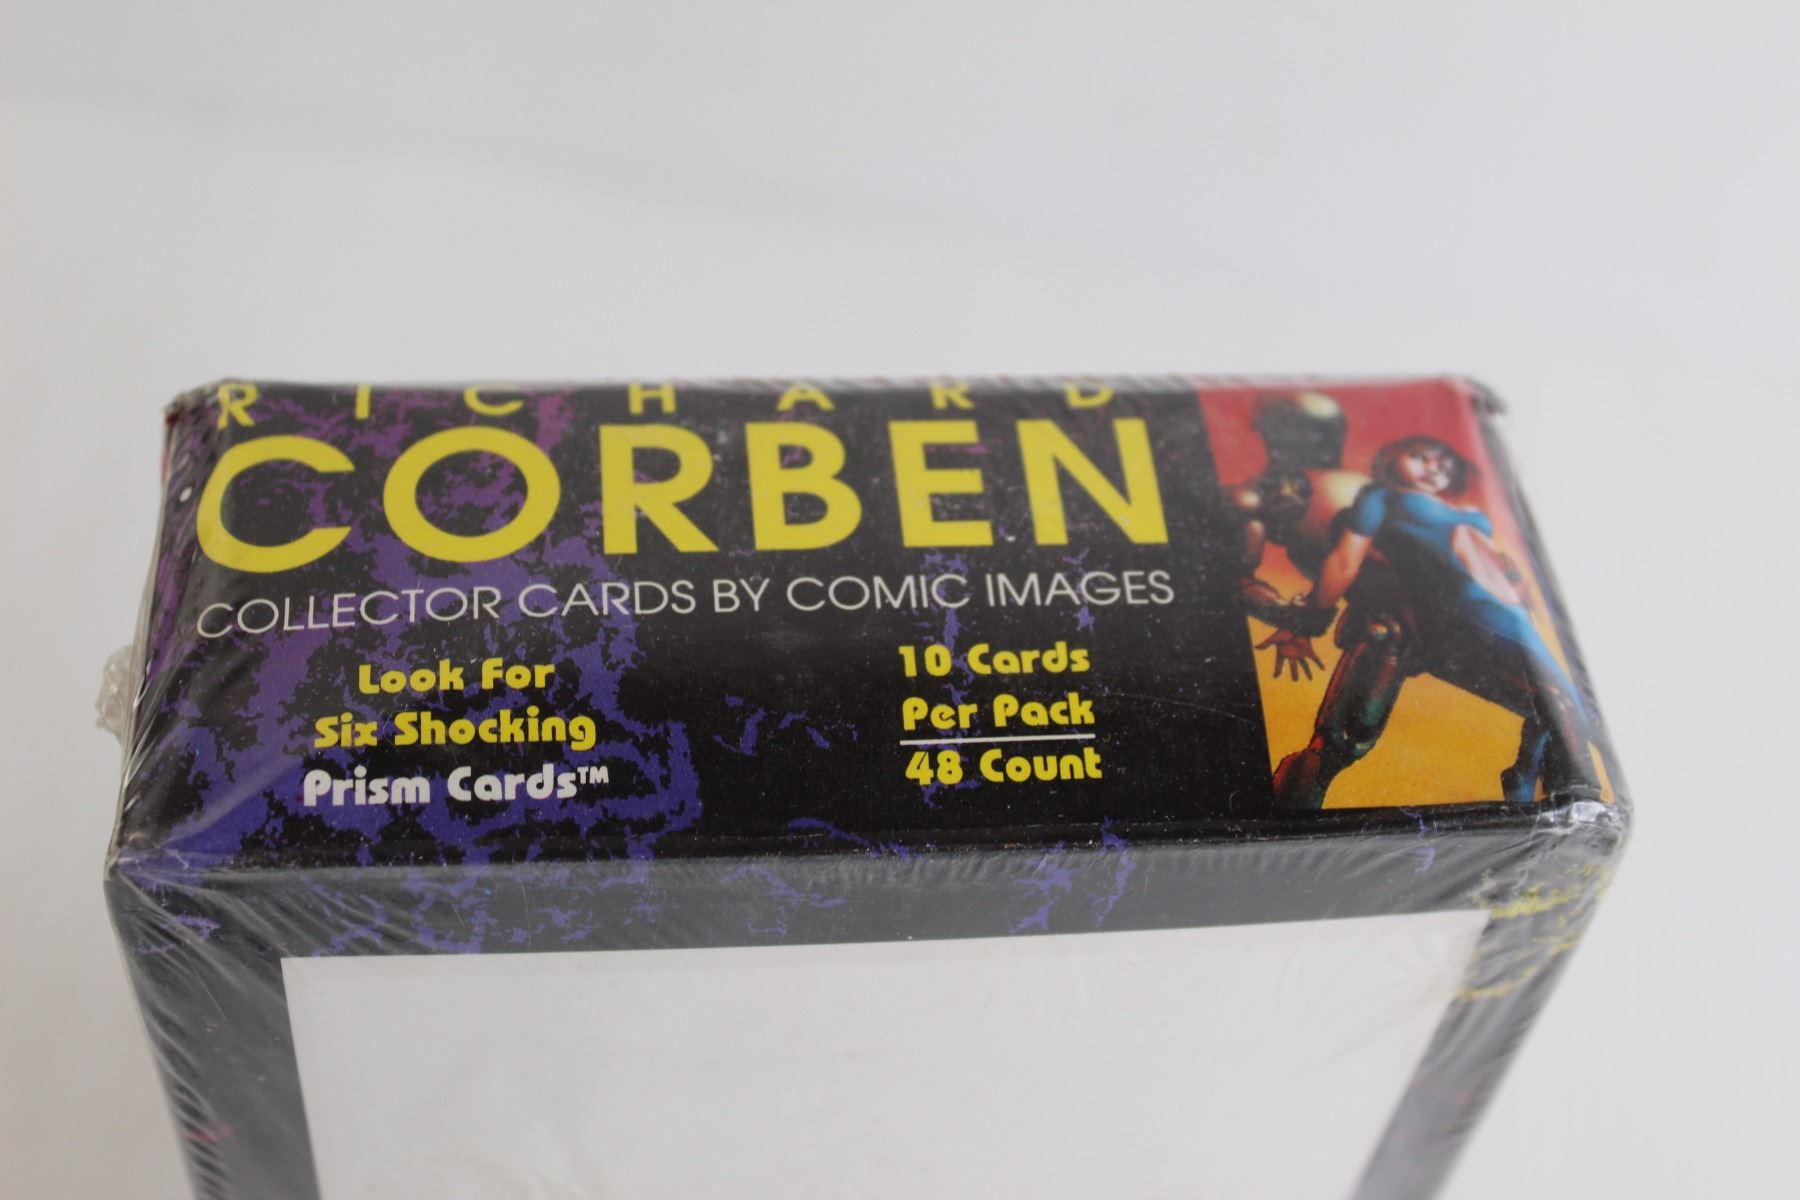 RICHARD
CORBEN
COLLECTOR CARDS BY COMIC IMAGES
Look For
Six Shocking
Prism Cards™
10 Cards
Per Pack
48 Count